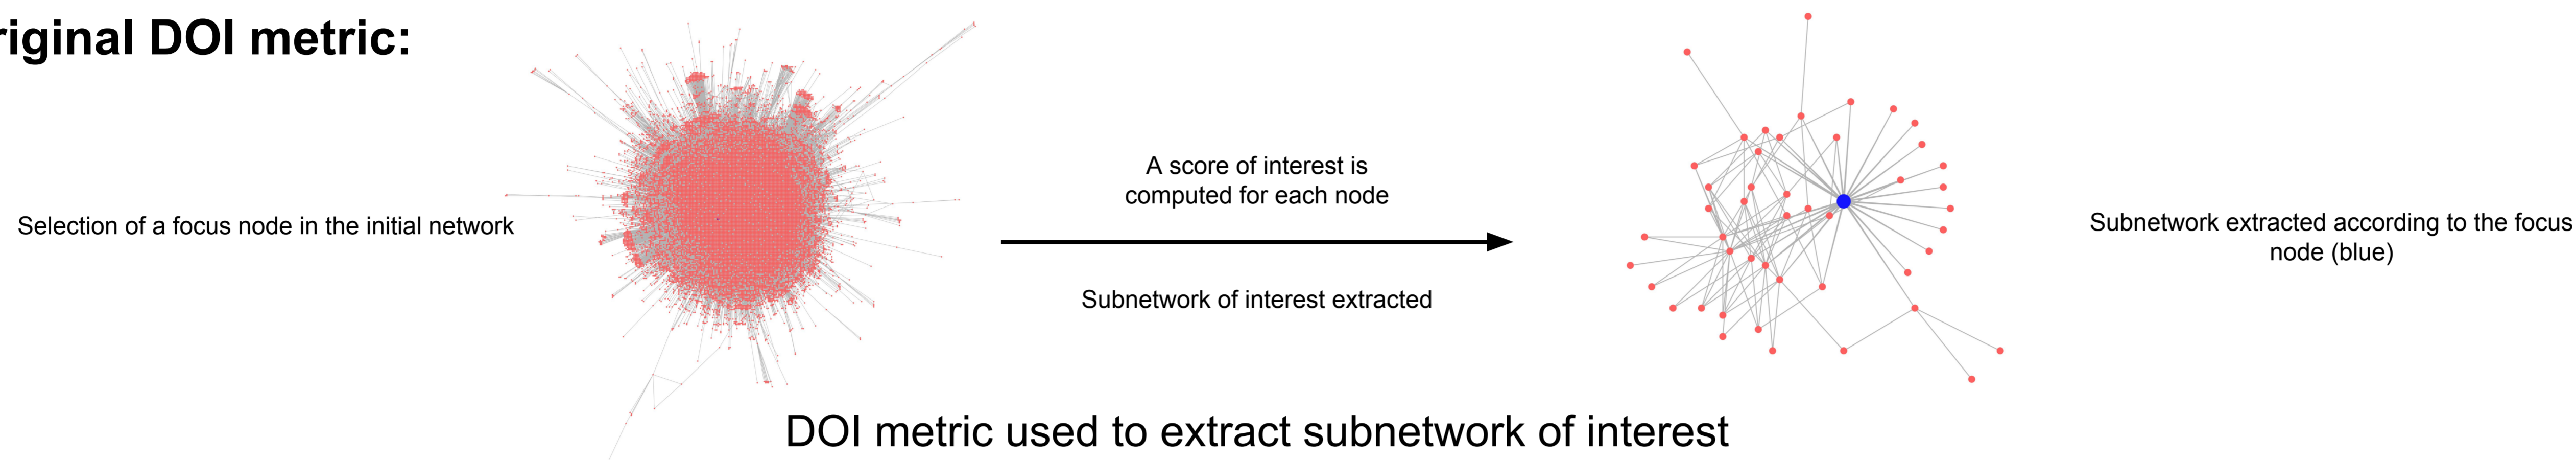 riginal DOI metric:
Selection of a focus node in the initial network
A score of interest is
computed for each node
Subnetwork of interest extracted
Subnetwork extracted according to the focus
node (blue)
DOI metric used to extract subnetwork of interest